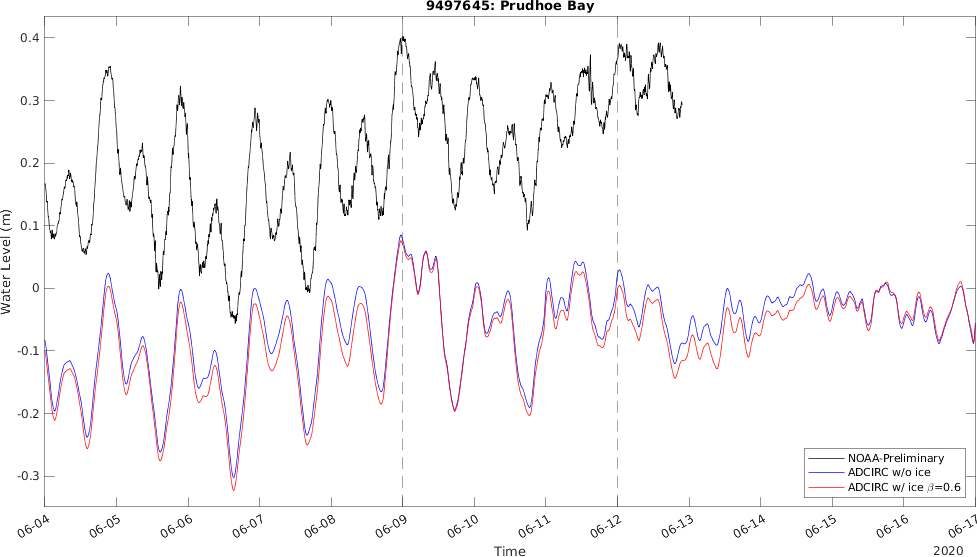 9497645: Prudhoe Bay
0.4
0.3
0.2
0.1
0
-0.1
-0.2
-0.3
Water Level (m)
NOAA-Preliminary
ADCIRC w/o ice
ADCIRC w/ ice β=0.6
06-04 06-05 06-06 06-07 06-08 06-09 06-10 06-11 06-12 06-13 06-14 06-15 06-16 06-17
2020
Time